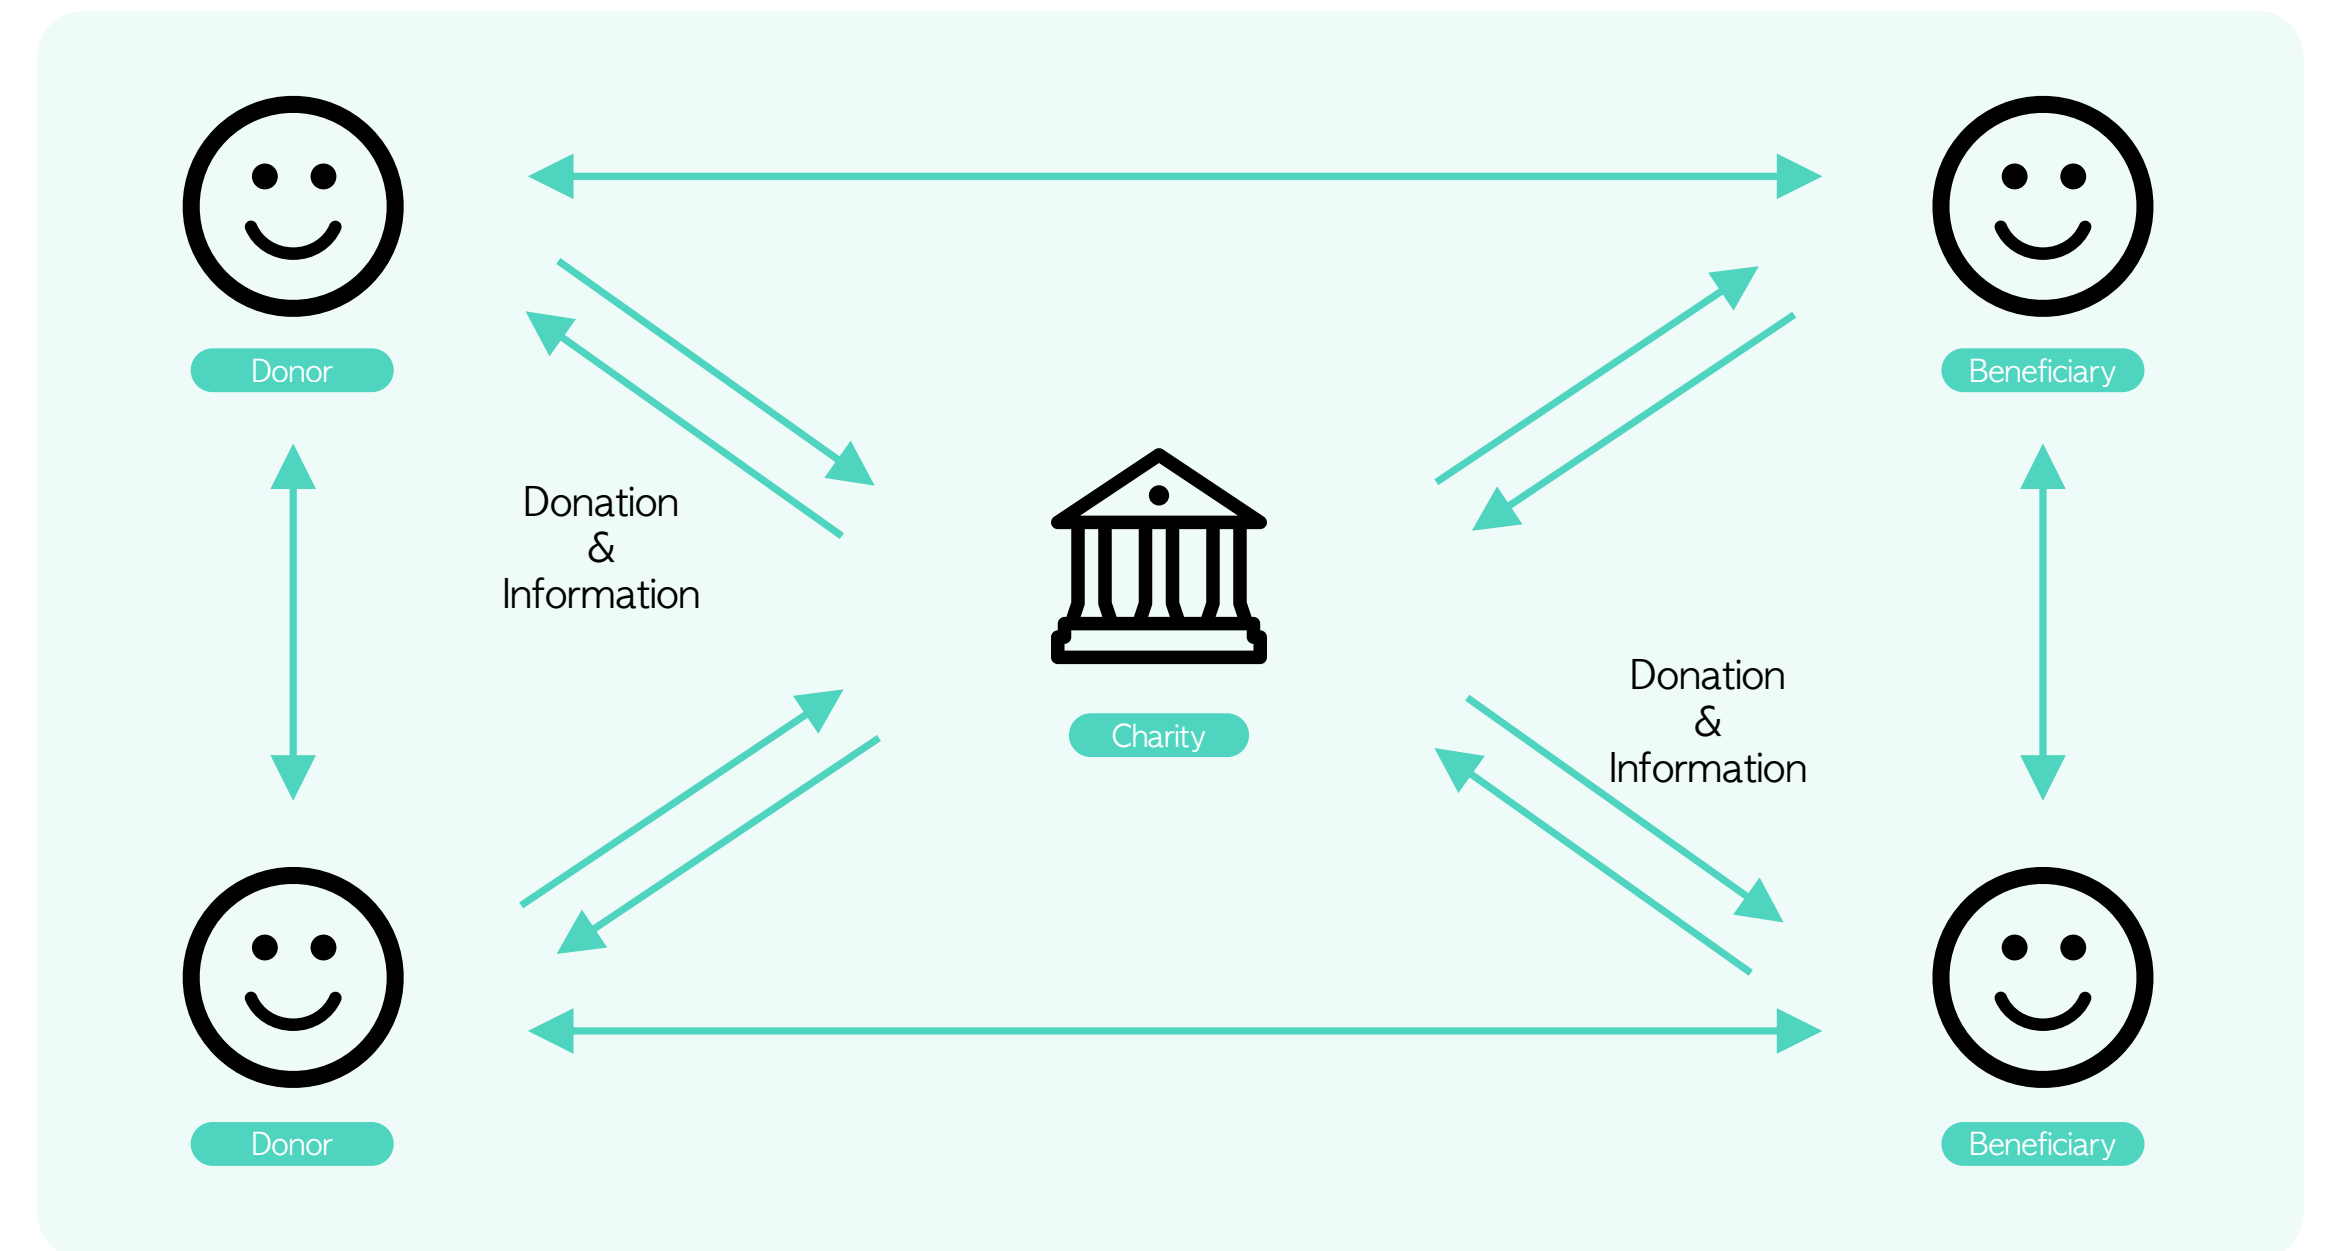 Donor
Beneficiary
Donation
&
Information
Charity
Donation
&
Information
Donor
Beneficiary